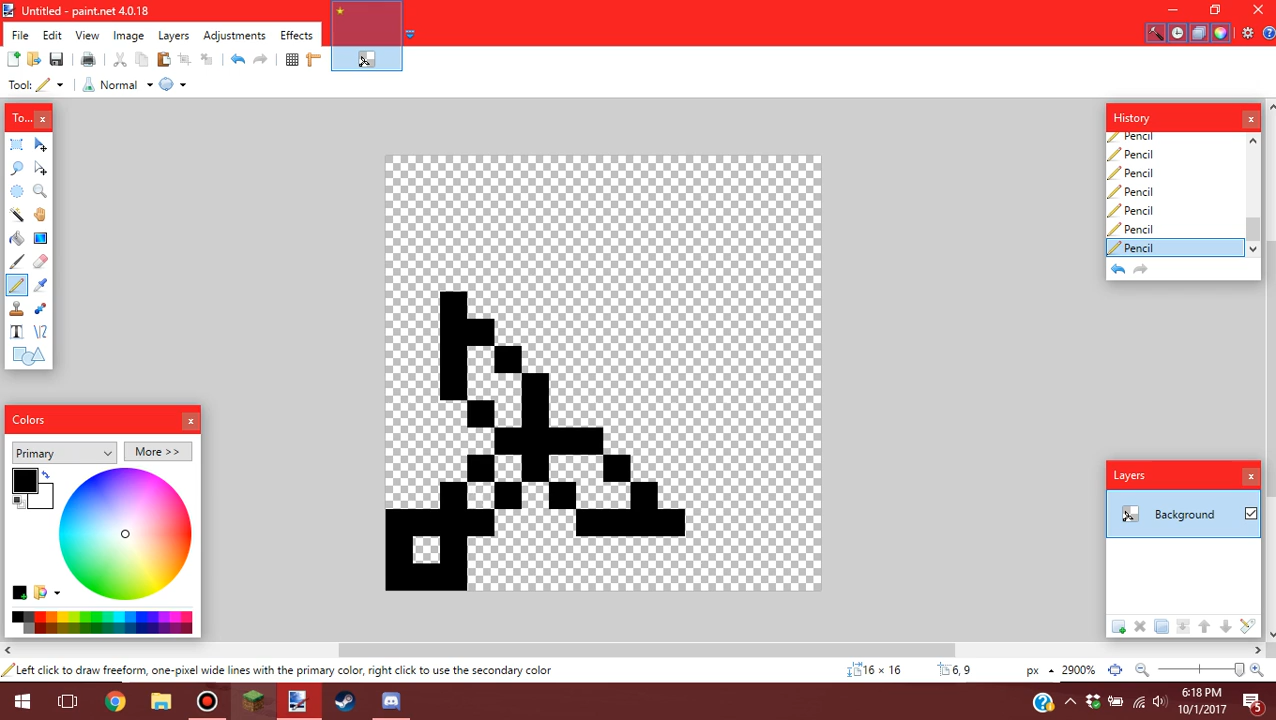 Untitled - paint.net 4.0.18
File Edit View Image Layers Adjustments Effects
Tool: Normal
To... x
History x
Pencil
Pencil
Pencil
Pencil
Pencil
Pencil
Pencil
Colors x
Primary More >>
Layers x
Background
Left click to draw freeform, one-pixel wide lines with the primary color, right click to use the secondary color
16 × 16
6, 9
px
2900%
6:18 PM
10/1/2017
5